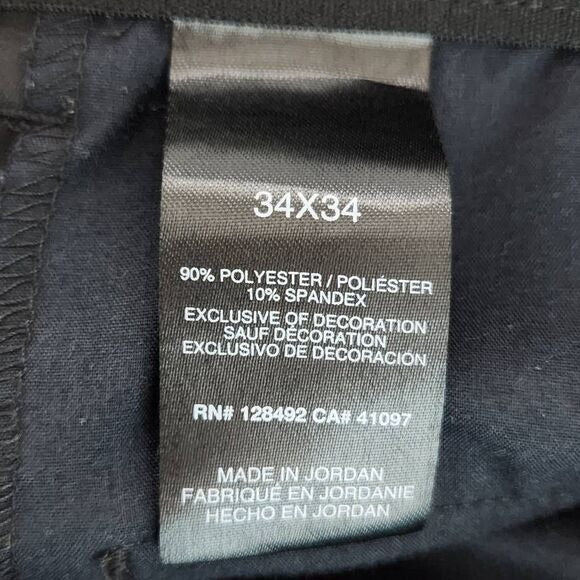 34X34
90% POLYESTER / POLIÉSTER
10% SPANDEX
EXCLUSIVE OF DECORATION
SAUF DÉCORATION
EXCLUSIVO DE DECORACIÓN
RN# 128492 CA# 41097
MADE IN JORDAN
FABRIQUÉ EN JORDANIE
HECHO EN JORDAN